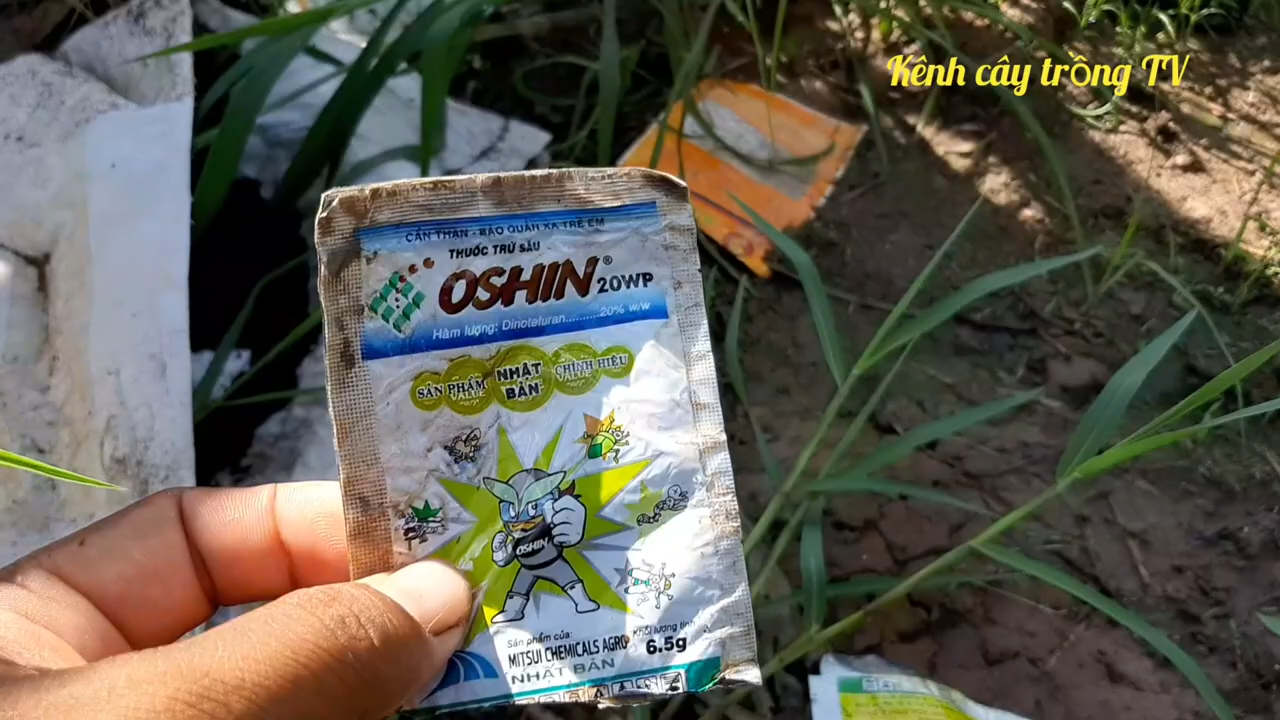 Kênh cây trồng TV
CẨN THẬN - BẢO QUẢN XA TRẺ EM
THUỐC TRỪ SÂU
OSHIN® 20WP
Hàm lượng: Dinotefuran..........20% w/w
SẢN PHẨM NHẬT BẢN CHÍNH HIỆU
OSHIN
Sản phẩm của:
MITSUI CHEMICALS AGRO
NHẬT BẢN
Khối lượng tịnh
6.5g